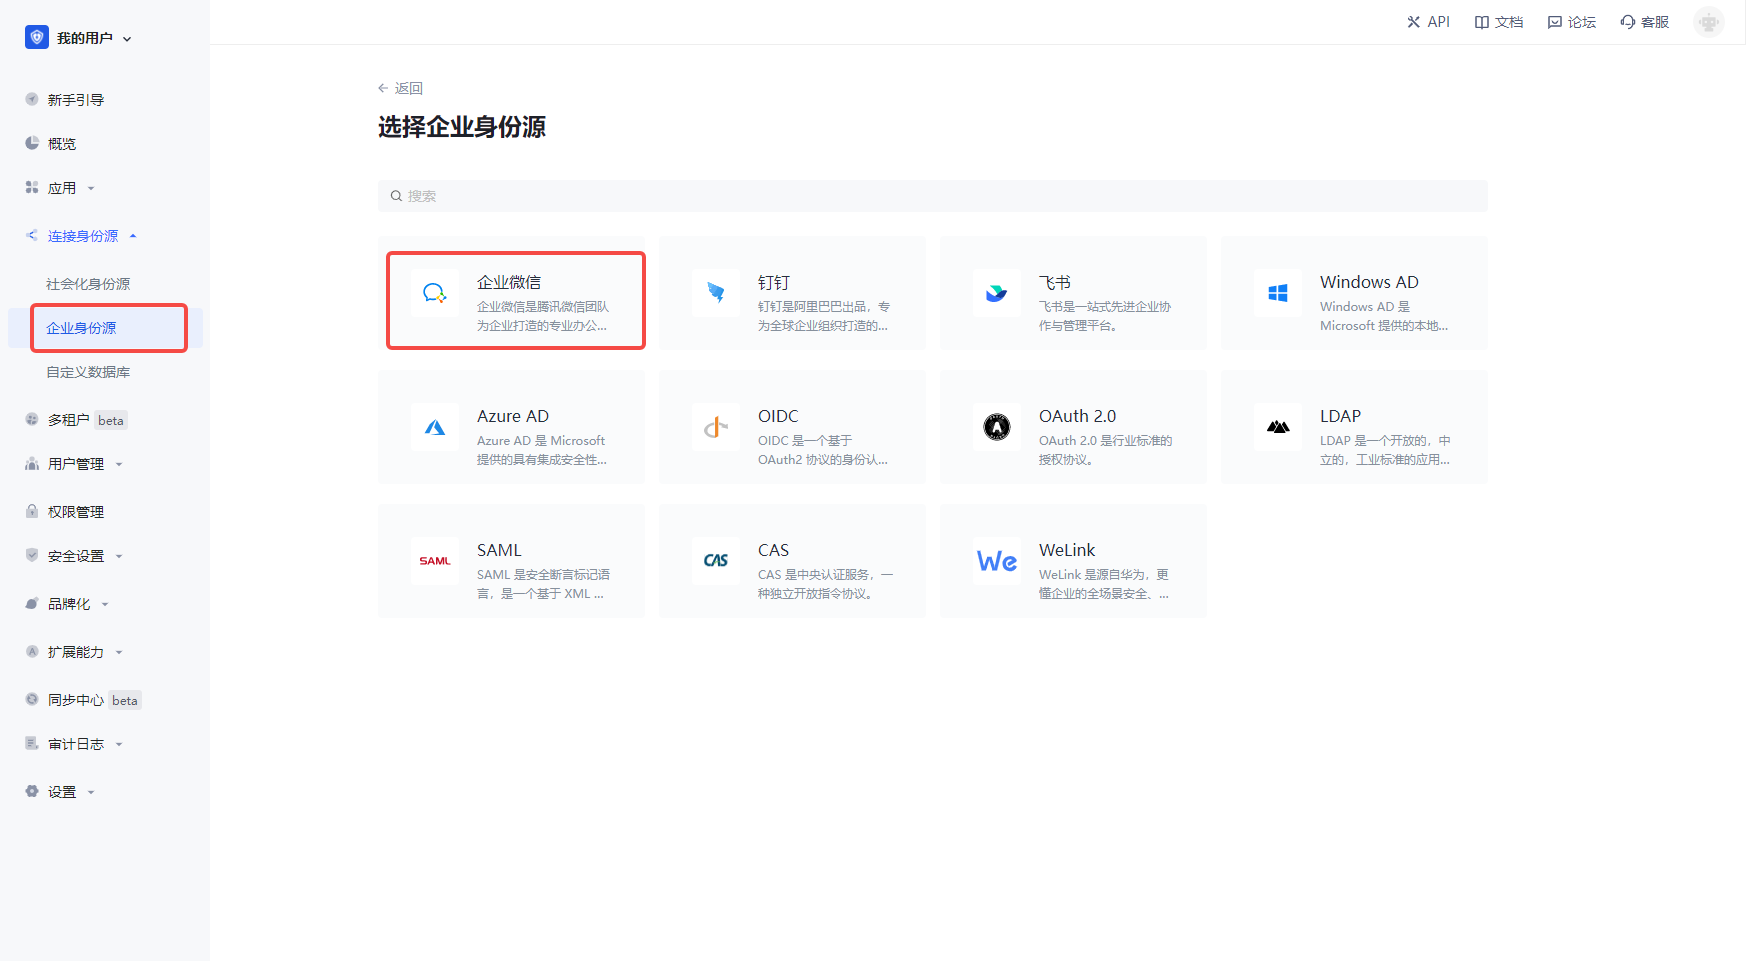 我的用户
API
文档
论坛
客服
新手引导
概览
应用
连接身份源
社会化身份源
企业身份源
自定义数据库
多租户 beta
用户管理
权限管理
安全设置
品牌化
扩展能力
同步中心 beta
审计日志
设置
返回
选择企业身份源
搜索
企业微信
企业微信是腾讯微信团队
为企业打造的专业办公...
钉钉
钉钉是阿里巴巴出品，专
为全球企业组织打造的...
飞书
飞书是一站式先进企业协
作与管理平台。
Windows AD
Windows AD 是
Microsoft 提供的本地...
Azure AD
Azure AD 是 Microsoft
提供的具有集成安全性...
OIDC
OIDC 是一个基于
OAuth2 协议的身份认...
OAuth 2.0
OAuth 2.0 是行业标准的
授权协议。
LDAP
LDAP 是一个开放的，中
立的，工业标准的应用...
SAML
SAML
SAML 是安全断言标记语
言，是一个基于 XML ...
CAS
CAS
CAS 是中央认证服务，一
种独立开放指令协议。
We
WeLink
WeLink 是源自华为，更
懂企业的全场景安全、...